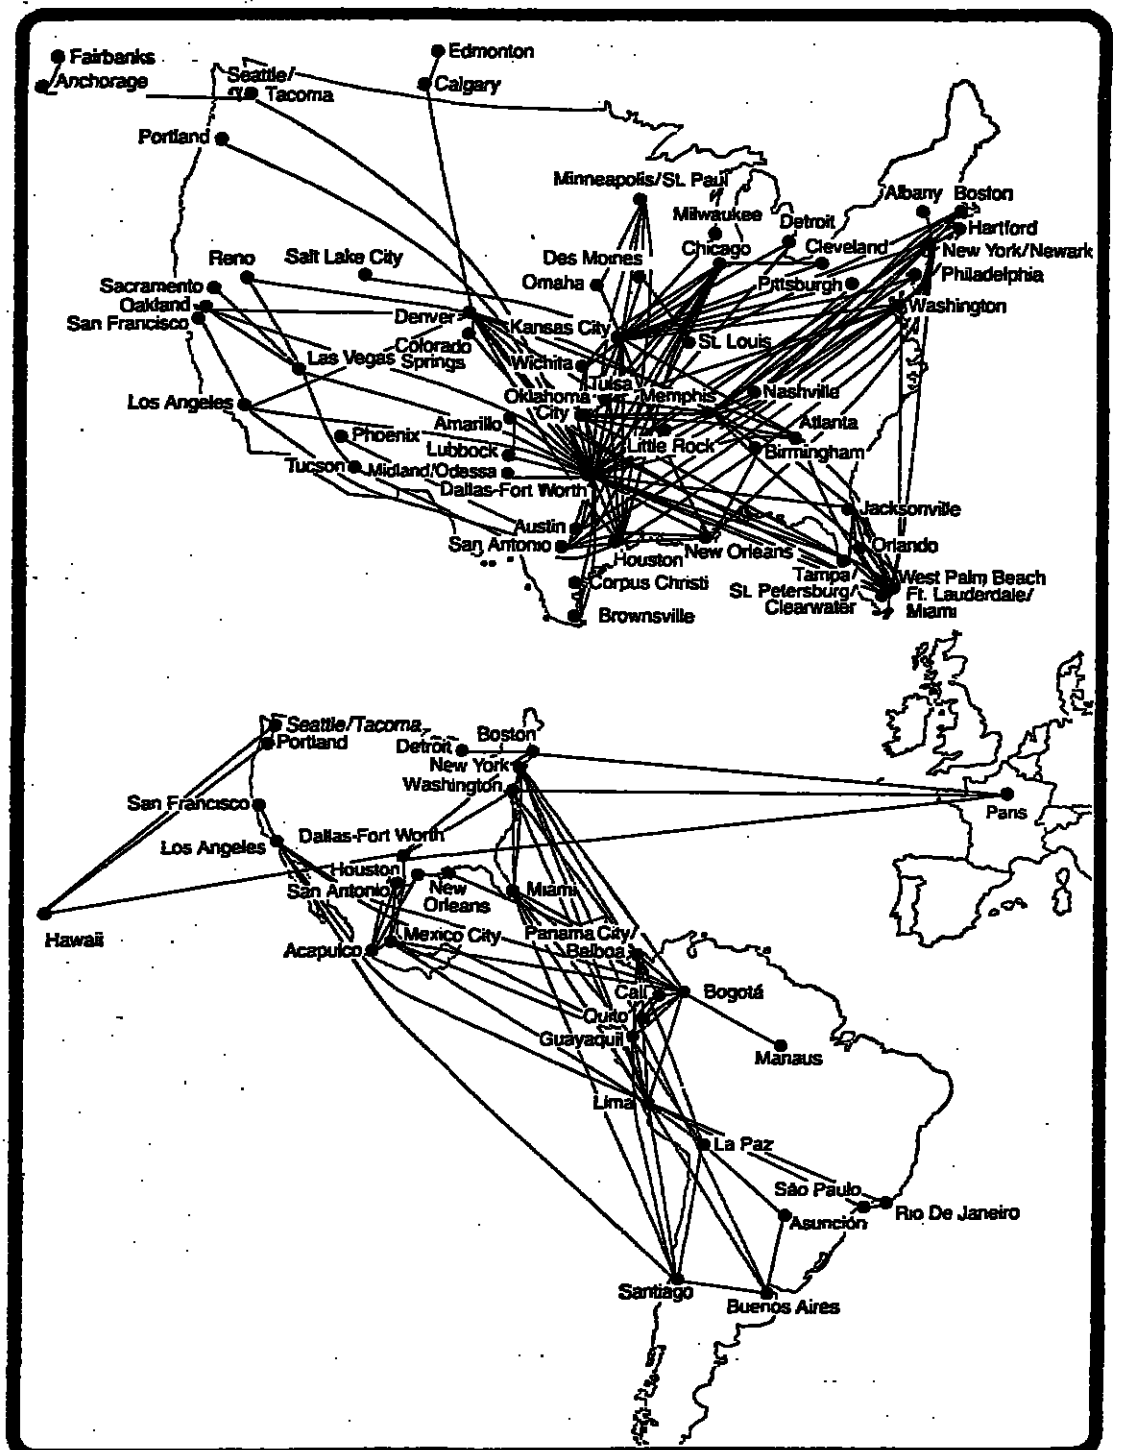 Fairbanks
Edmonton
Anchorage
Seattle/
Tacoma
Calgary
Portland
Minneapolis/St. Paul
Albany
Boston
Milwaukee
Detroit
Hartford
Reno
Salt Lake City
Des Moines
Chicago
Cleveland
New York/Newark
Sacramento
Omaha
Pittsburgh
Philadelphia
Oakland
Washington
San Francisco
Denver
Kansas City
Colorado
Springs
St. Louis
Las Vegas
Wichita
Tulsa
Oklahoma
City
Memphis
Nashville
Los Angeles
Amarillo
Atlanta
Phoenix
Little Rock
Lubbock
Birmingham
Tucson
Midland/Odessa
Dallas-Fort Worth
Jacksonville
Austin
San Antonio
Houston
New Orleans
Orlando
Tampa
St. Petersburg/
Clearwater
Corpus Christi
West Palm Beach
Ft. Lauderdale/
Miami
Brownsville
Seattle/Tacoma
Portland
Detroit
Boston
New York
Washington
San Francisco
Paris
Los Angeles
Dallas-Fort Worth
Houston
San Antonio
New
Orleans
Miami
Hawaii
Mexico City
Acapulco
Panama City/
Balboa
Cali
Bogotá
Quito
Guayaquil
Manaus
Lima
La Paz
São Paulo
Rio De Janeiro
Asunción
Santiago
Buenos Aires